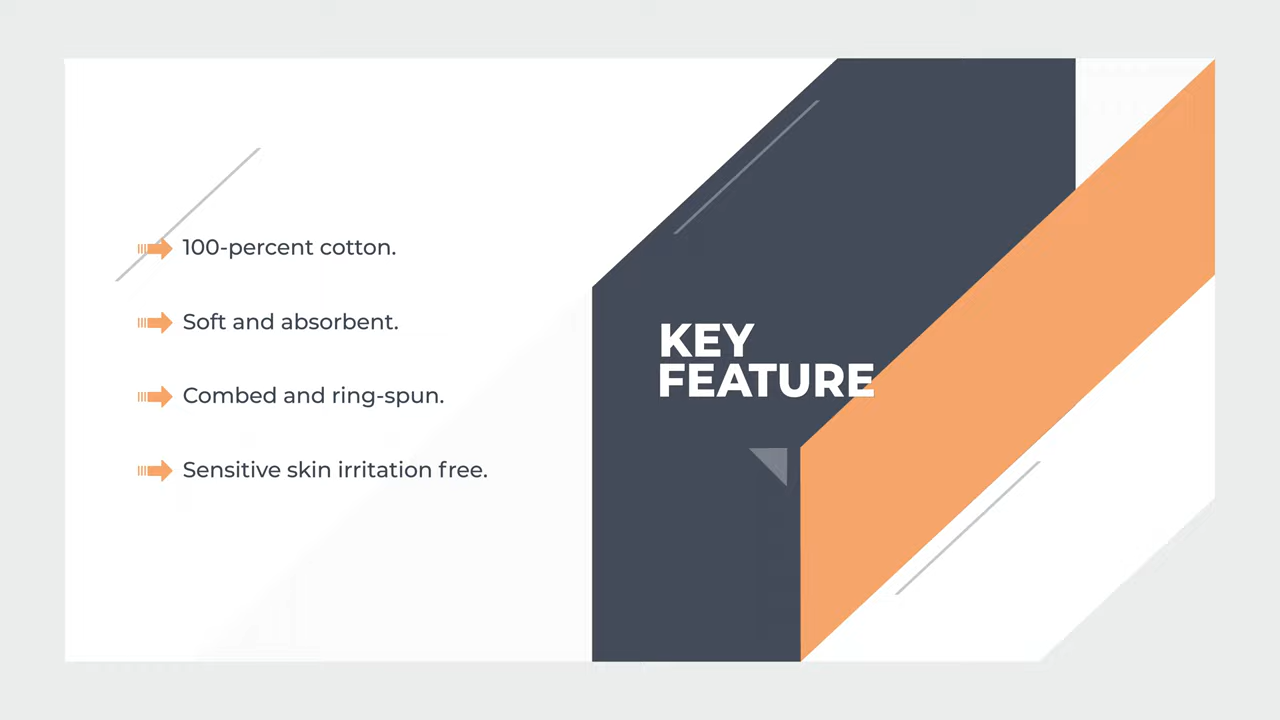 100-percent cotton.
Soft and absorbent.
Combed and ring-spun.
Sensitive skin irritation free.
KEY
FEATURE